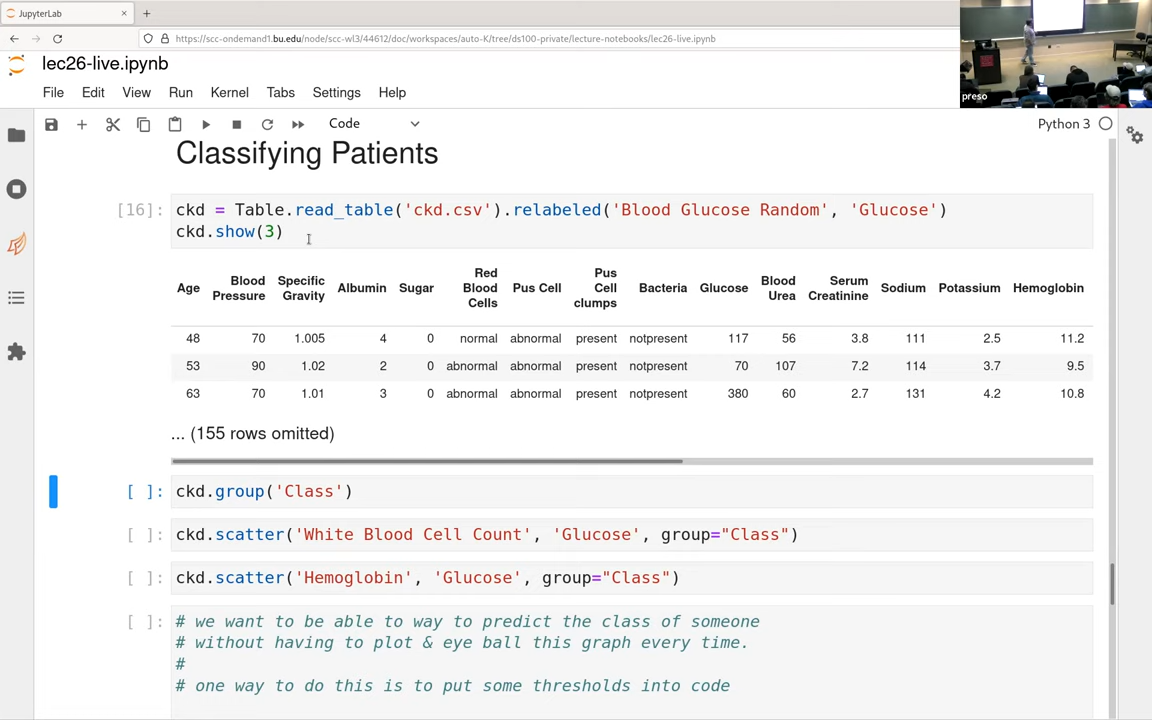 JupyterLab
https://scc-ondemand1.bu.edu/node/scc-wl3/44612/doc/workspaces/auto-K/tree/ds100-private/lecture-notebooks/lec26-live.ipynb
preso
lec26-live.ipynb
File Edit View Run Kernel Tabs Settings Help
Code
Python 3
Classifying Patients
[16]: ckd = Table.read_table('ckd.csv').relabeled('Blood Glucose Random', 'Glucose')
ckd.show(3)
Age Blood Pressure Specific Gravity Albumin Sugar Red Blood Cells Pus Cell Pus Cell clumps Bacteria Glucose Blood Urea Serum Creatinine Sodium Potassium Hemoglobin
48 70 1.005 4 0 normal abnormal present notpresent 117 56 3.8 111 2.5 11.2
53 90 1.02 2 0 abnormal abnormal present notpresent 70 107 7.2 114 3.7 9.5
63 70 1.01 3 0 abnormal abnormal present notpresent 380 60 2.7 131 4.2 10.8
... (155 rows omitted)
[ ]: ckd.group('Class')
[ ]: ckd.scatter('White Blood Cell Count', 'Glucose', group="Class")
[ ]: ckd.scatter('Hemoglobin', 'Glucose', group="Class")
[ ]: # we want to be able to way to predict the class of someone
# without having to plot & eye ball this graph every time.
#
# one way to do this is to put some thresholds into code